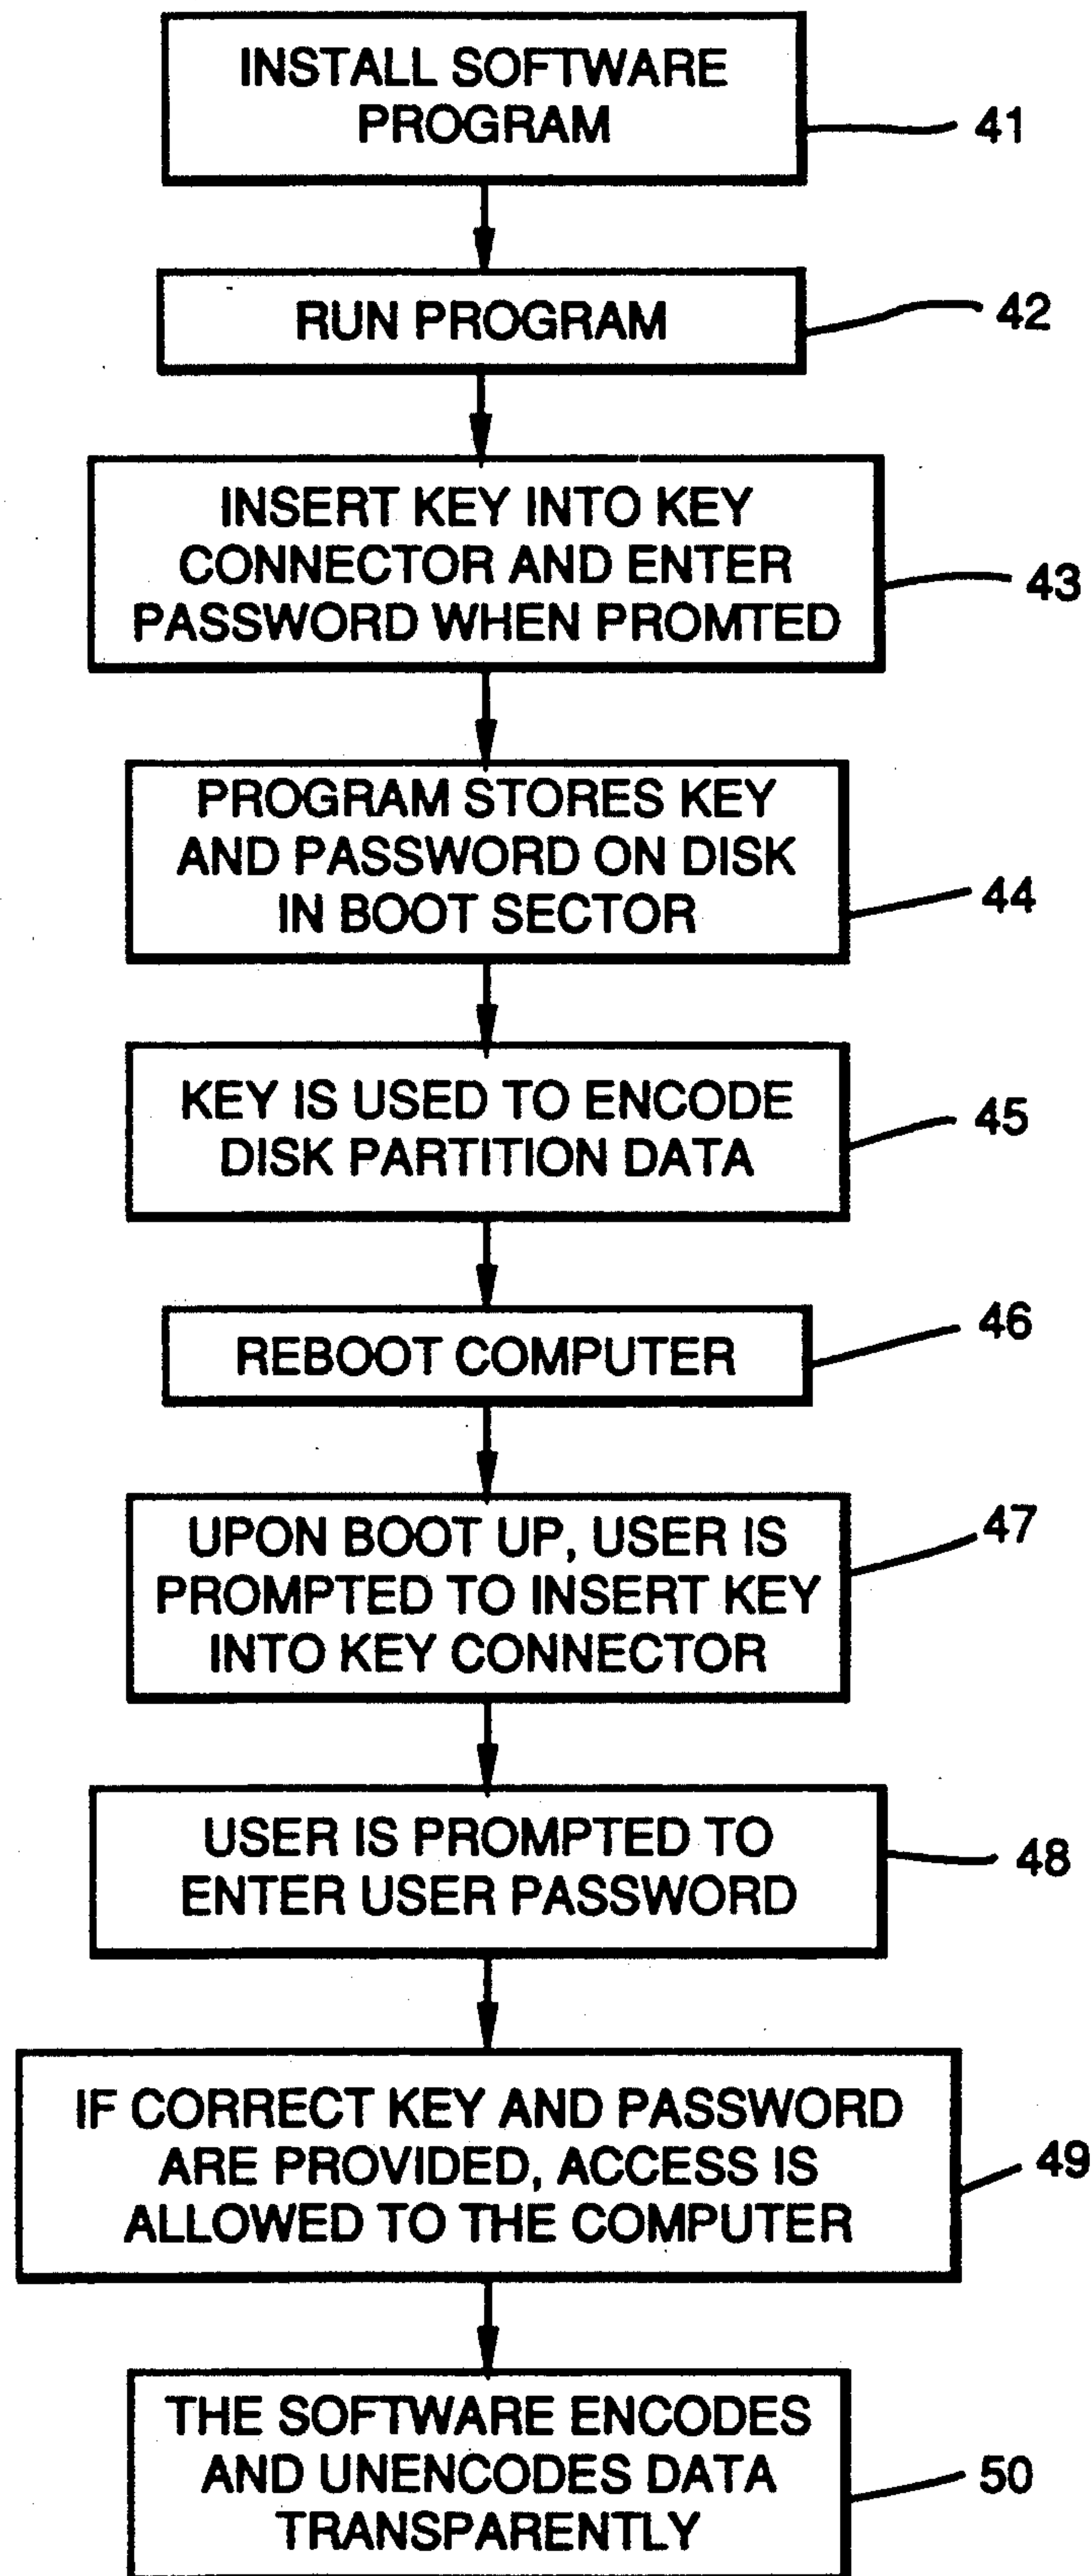 INSTALL SOFTWARE
PROGRAM
41
RUN PROGRAM
42
INSERT KEY INTO KEY
CONNECTOR AND ENTER
PASSWORD WHEN PROMTED
43
PROGRAM STORES KEY
AND PASSWORD ON DISK
IN BOOT SECTOR
44
KEY IS USED TO ENCODE
DISK PARTITION DATA
45
REBOOT COMPUTER
46
UPON BOOT UP, USER IS
PROMPTED TO INSERT KEY
INTO KEY CONNECTOR
47
USER IS PROMPTED TO
ENTER USER PASSWORD
48
IF CORRECT KEY AND PASSWORD
ARE PROVIDED, ACCESS IS
ALLOWED TO THE COMPUTER
49
THE SOFTWARE ENCODES
AND UNENCODES DATA
TRANSPARENTLY
50